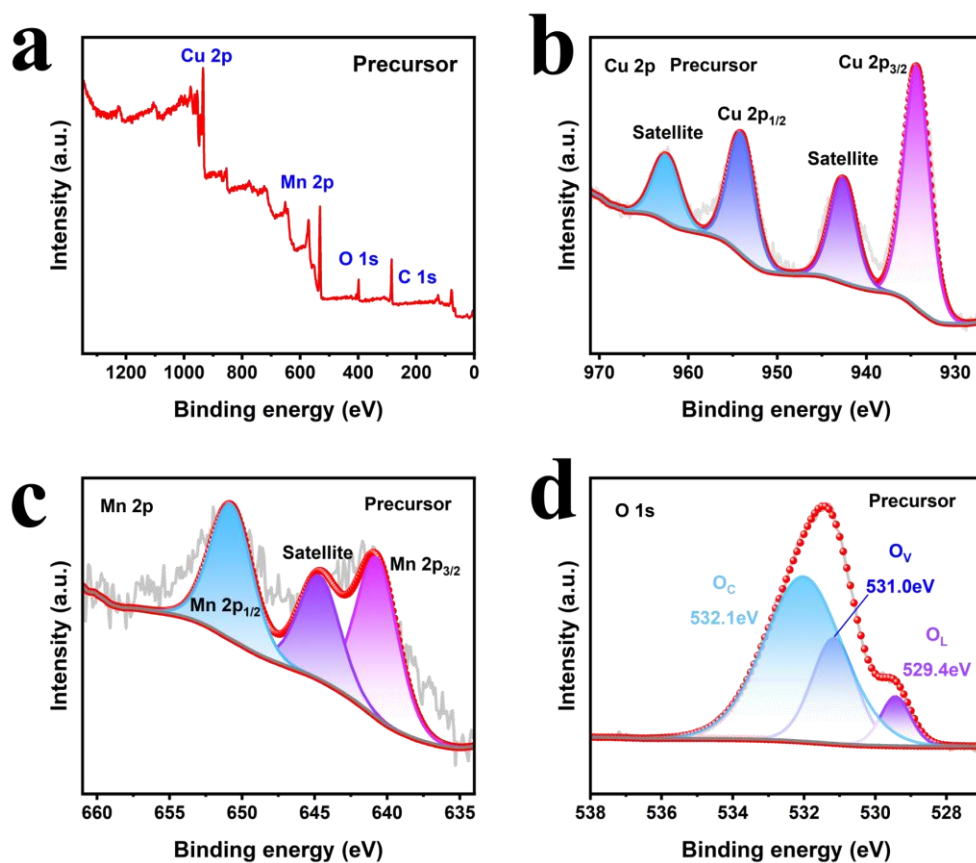 a
Precursor
Cu 2p
Mn 2p
O 1s
C 1s
Intensity (a.u.)
1200 1000 800 600 400 200 0
Binding energy (eV)
b
Cu 2p Precursor
Cu 2p3/2
Cu 2p1/2
Satellite
Satellite
Intensity (a.u.)
970 960 950 940 930
Binding energy (eV)
c
Mn 2p
Precursor
Satellite
Mn 2p3/2
Mn 2p1/2
Intensity (a.u.)
660 655 650 645 640 635
Binding energy (eV)
d
O 1s
Precursor
OV
531.0eV
OC
532.1eV
OL
529.4eV
Intensity (a.u.)
538 536 534 532 530 528
Binding energy (eV)